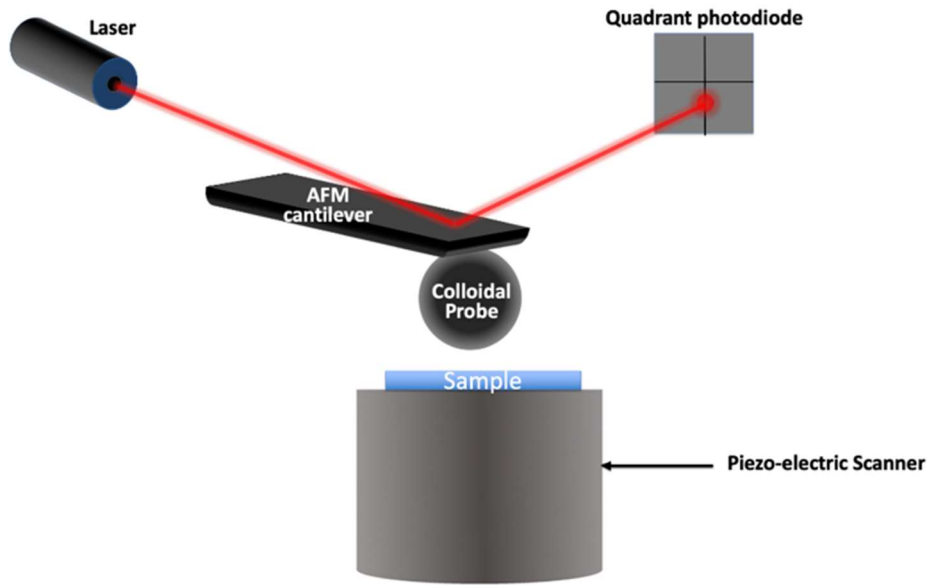 Laser
Quadrant photodiode
AFM
cantilever
Colloidal
Probe
Sample
Piezo-electric Scanner